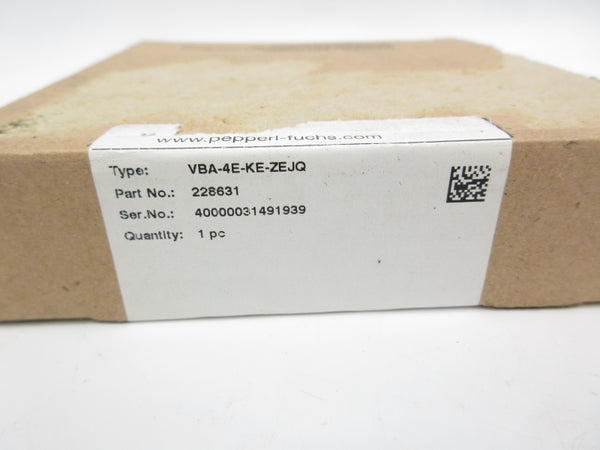 www.pepperl-fuchs.com
Type: VBA-4E-KE-ZEJQ
Part No.: 228631
Ser.No.: 40000031491939
Quantity: 1 pc